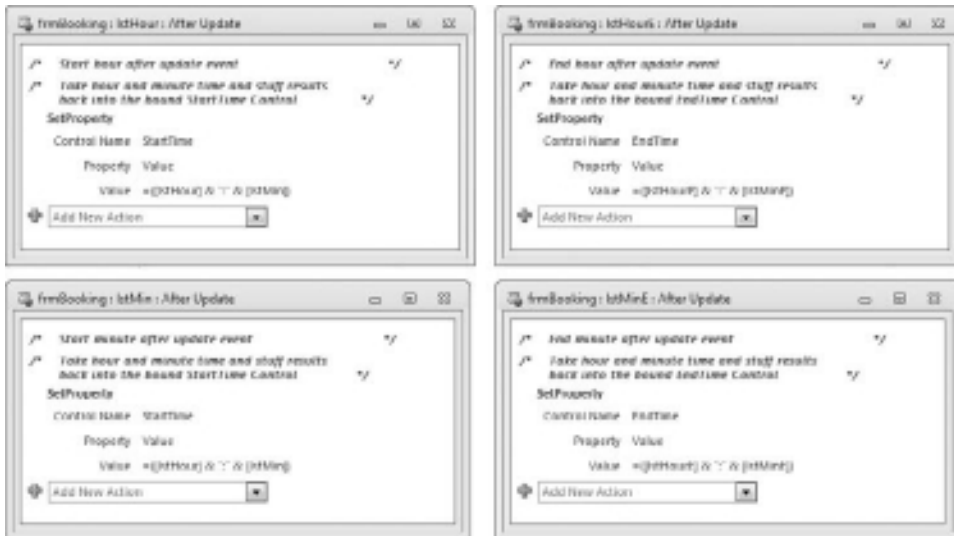 frmBooking : lstHour : After Update
/* Start hour after update event */
/* Take hour and minute time and stuff results
back into the bound StartTime Control */
SetProperty
Control Name StartTime
Property Value
Value =([lstHour] & ":" & [lstMin])
Add New Action
frmBooking : lstHourE : After Update
/* End hour after update event */
/* Take hour and minute time and stuff results
back into the bound EndTime Control */
SetProperty
Control Name EndTime
Property Value
Value =([lstHourE] & ":" & [lstMinE])
Add New Action
frmBooking : lstMin : After Update
/* Start minute after update event */
/* Take hour and minute time and stuff results
back into the bound StartTime Control */
SetProperty
Control Name StartTime
Property Value
Value =([lstHour] & ":" & [lstMin])
Add New Action
frmBooking : lstMinE : After Update
/* End minute after update event */
/* Take hour and minute time and stuff results
back into the bound EndTime Control */
SetProperty
Control Name EndTime
Property Value
Value =([lstHourE] & ":" & [lstMinE])
Add New Action